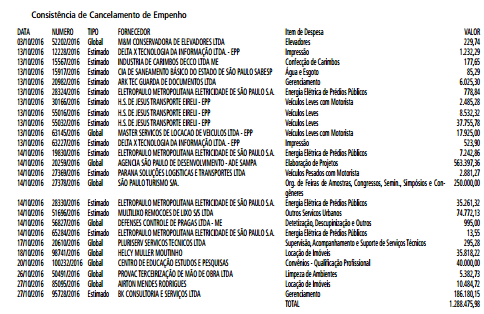 Consistência de Cancelamento de Empenho
DATA NUMERO TIPO FORNECEDOR Item de Despesa VALOR
03/10/2016 52202/2016 Global M&M CONSERVADORA DE ELEVADORES LTDA Elevadores 229,74
13/10/2016 12228/2016 Estimado DELTA X TECNOLOGIA DA INFORMAÇÃO LTDA. - EPP Impressão 1.232,29
13/10/2016 15567/2016 Estimado INDUSTRIA DE CARIMBOS DECCO LTDA ME Confecção de Carimbos 177,65
13/10/2016 15917/2016 Estimado CIA DE SANEAMENTO BÁSICO DO ESTADO DE SÃO PAULO SABESP Água e Esgoto 85,29
13/10/2016 20982/2016 Estimado ARK TEC GUARDA DE DOCUMENTOS LTDA Gerenciamento 6.025,30
13/10/2016 28324/2016 Estimado ELETROPAULO METROPOLITANA ELETRICIDADE DE SÃO PAULO S.A. Energia Elétrica de Prédios Públicos 778,84
13/10/2016 30166/2016 Estimado H.S. DE JESUS TRANSPORTE EIRELI - EPP Veículos Leves com Motorista 2.485,28
13/10/2016 55016/2016 Estimado H.S. DE JESUS TRANSPORTE EIRELI - EPP Veículos Leves com Motorista 8.532,32
13/10/2016 55032/2016 Estimado H.S. DE JESUS TRANSPORTE EIRELI - EPP Veículos Leves com Motorista 37.755,78
13/10/2016 63145/2016 Global MASTER SERVICOS DE LOCACAO DE VEICULOS LTDA - EPP Veículos Leves com Motorista 17.925,00
13/10/2016 63227/2016 Estimado DELTA X TECNOLOGIA DA INFORMAÇÃO LTDA. - EPP Impressão 523,90
14/10/2016 19830/2016 Estimado ELETROPAULO METROPOLITANA ELETRICIDADE DE SÃO PAULO S.A. Energia Elétrica de Prédios Públicos 7.242,86
14/10/2016 20259/2016 Global AGENCIA SÃO PAULO DE DESENVOLVIMENTO - ADE SAMPA Elaboração de Projetos 563.397,36
14/10/2016 27369/2016 Estimado PARANA SOLUÇÕES LOGISTICAS E TRANSPORTES LTDA Veículos Pesados com Motorista 2.881,27
14/10/2016 27378/2016 Global SÃO PAULO TURISMO S/A. Org. de Feiras de Amostras, Congressos, Semin., Simpósios e Con- 250.000,00
gêneres
14/10/2016 28330/2016 Estimado ELETROPAULO METROPOLITANA ELETRICIDADE DE SÃO PAULO S.A. Energia Elétrica de Prédios Públicos 35.261,32
14/10/2016 51696/2016 Estimado MULTILIXO REMOCOES DE LIXO SS LTDA Outros Servicos Urbanos 74.772,13
14/10/2016 56827/2016 Global DEFENSES CONTROLE DE PRAGAS LTDA - ME Detetização, Descupinização e Outros 995,00
14/10/2016 65284/2016 Estimado ELETROPAULO METROPOLITANA ELETRICIDADE DE SÃO PAULO S.A. Energia Elétrica de Prédios Públicos 13,55
17/10/2016 20610/2016 Global PLURISERV SERVICOS TECNICOS LTDA Supervisão, Acompanhamento e Suporte de Serviços Técnicos 295,28
18/10/2016 98741/2016 Global HELCY MULLER MOUTINHO Locação de Imóveis 35.818,22
20/10/2016 100232/2016 Global CENTRO DE EDUCAÇÃO ESTUDOS E PESQUISAS Convênios - Qualificação Profissional 40.000,00
26/10/2016 50491/2016 Global PROVAC TERCEIRIZAÇÃO DE MÃO DE OBRA LTDA Limpeza de Ambientes 5.382,73
27/10/2016 85095/2016 Global AIRTON MENDES RODRIGUES Locação de Imóveis 10.484,72
27/10/2016 95728/2016 Estimado BK CONSULTORIA E SERVIÇOS LTDA Gerenciamento 186.180,15
TOTAL 1.288.475,98